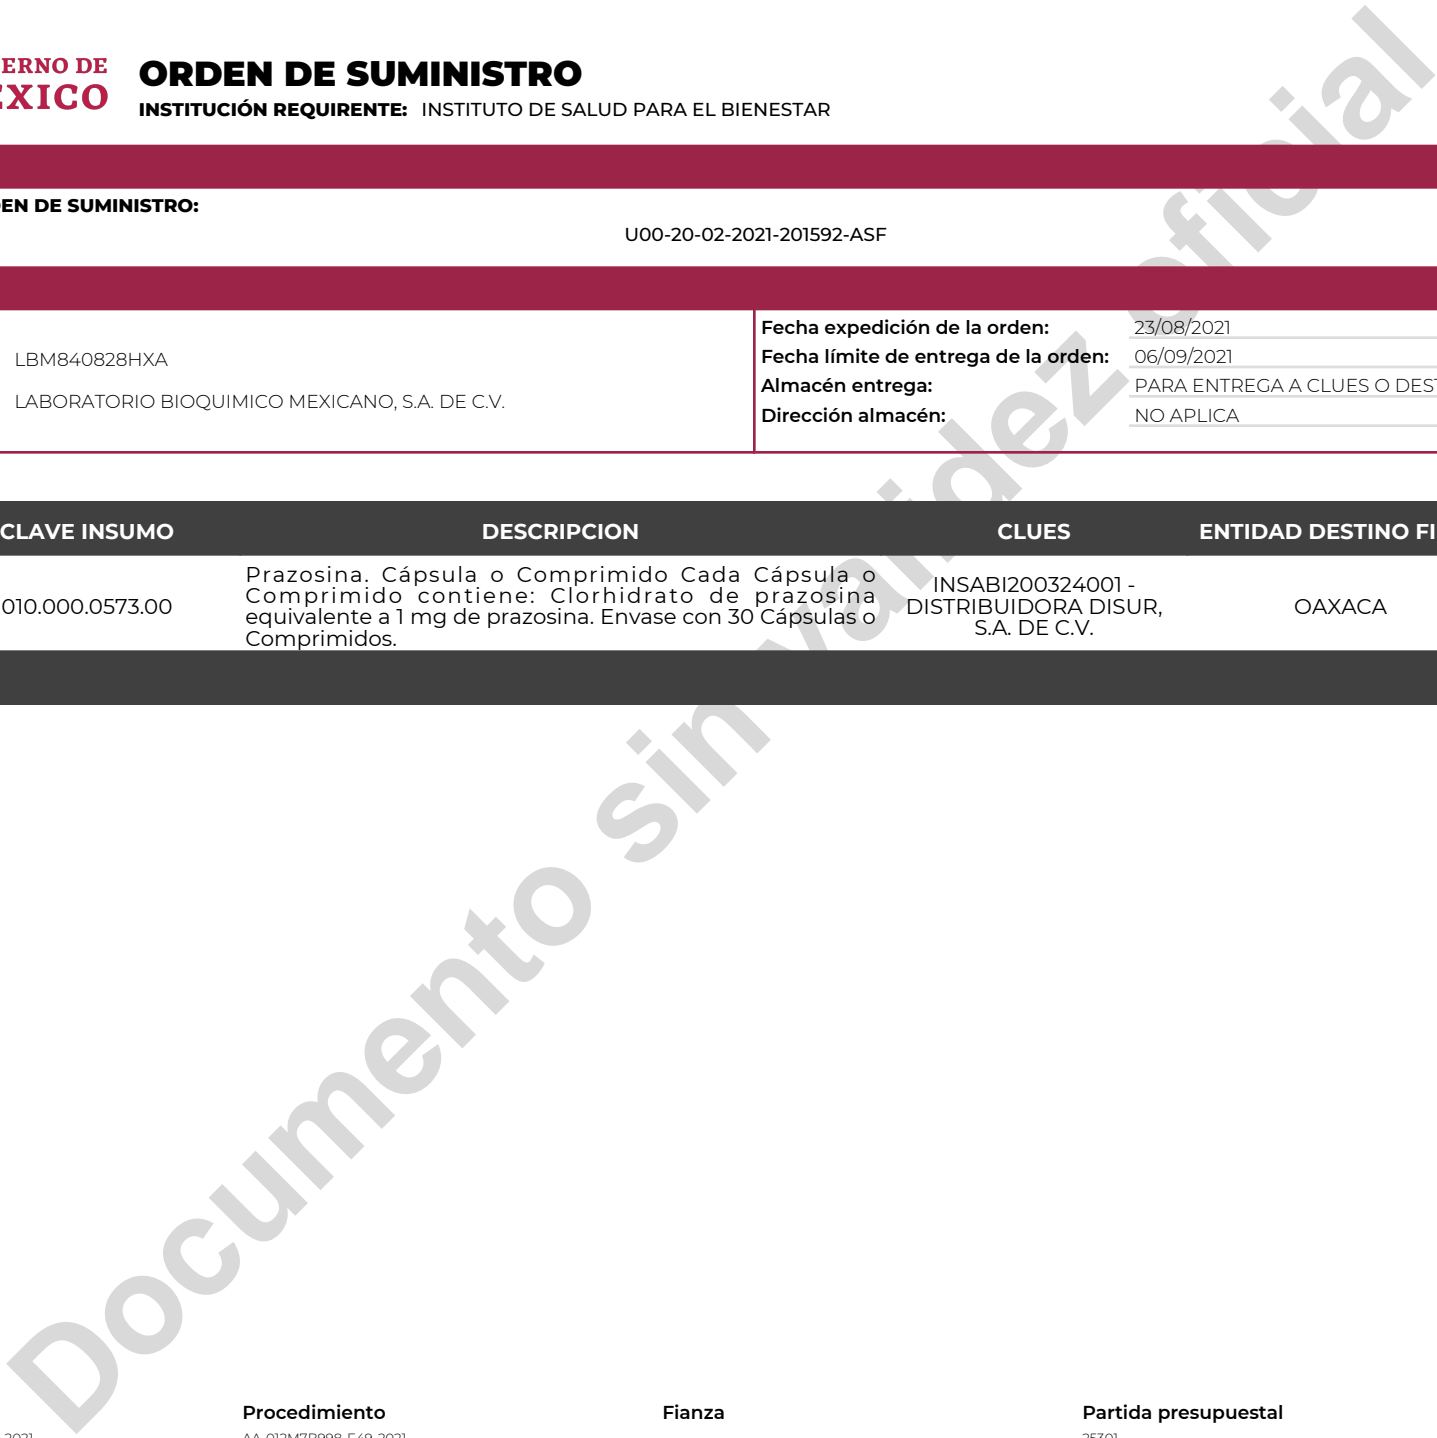 ERNO DE
ÉXICO
ORDEN DE SUMINISTRO
INSTITUCIÓN REQUIRENTE: INSTITUTO DE SALUD PARA EL BIENESTAR
EN DE SUMINISTRO:
U00-20-02-2021-201592-ASF
LBM840828HXA
LABORATORIO BIOQUIMICO MEXICANO, S.A. DE C.V.
Fecha expedición de la orden: 23/08/2021
Fecha límite de entrega de la orden: 06/09/2021
Almacén entrega: PARA ENTREGA A CLUES O DEST
Dirección almacén: NO APLICA
CLAVE INSUMO DESCRIPCION CLUES ENTIDAD DESTINO FI
010.000.0573.00
Prazosina. Cápsula o Comprimido Cada Cápsula o
Comprimido contiene: Clorhidrato de prazosina
equivalente a 1 mg de prazosina. Envase con 30 Cápsulas o
Comprimidos.
INSABI200324001 -
DISTRIBUIDORA DISUR,
S.A. DE C.V.
OAXACA
Documento sin validez oficial
Procedimiento Fianza Partida presupuestal